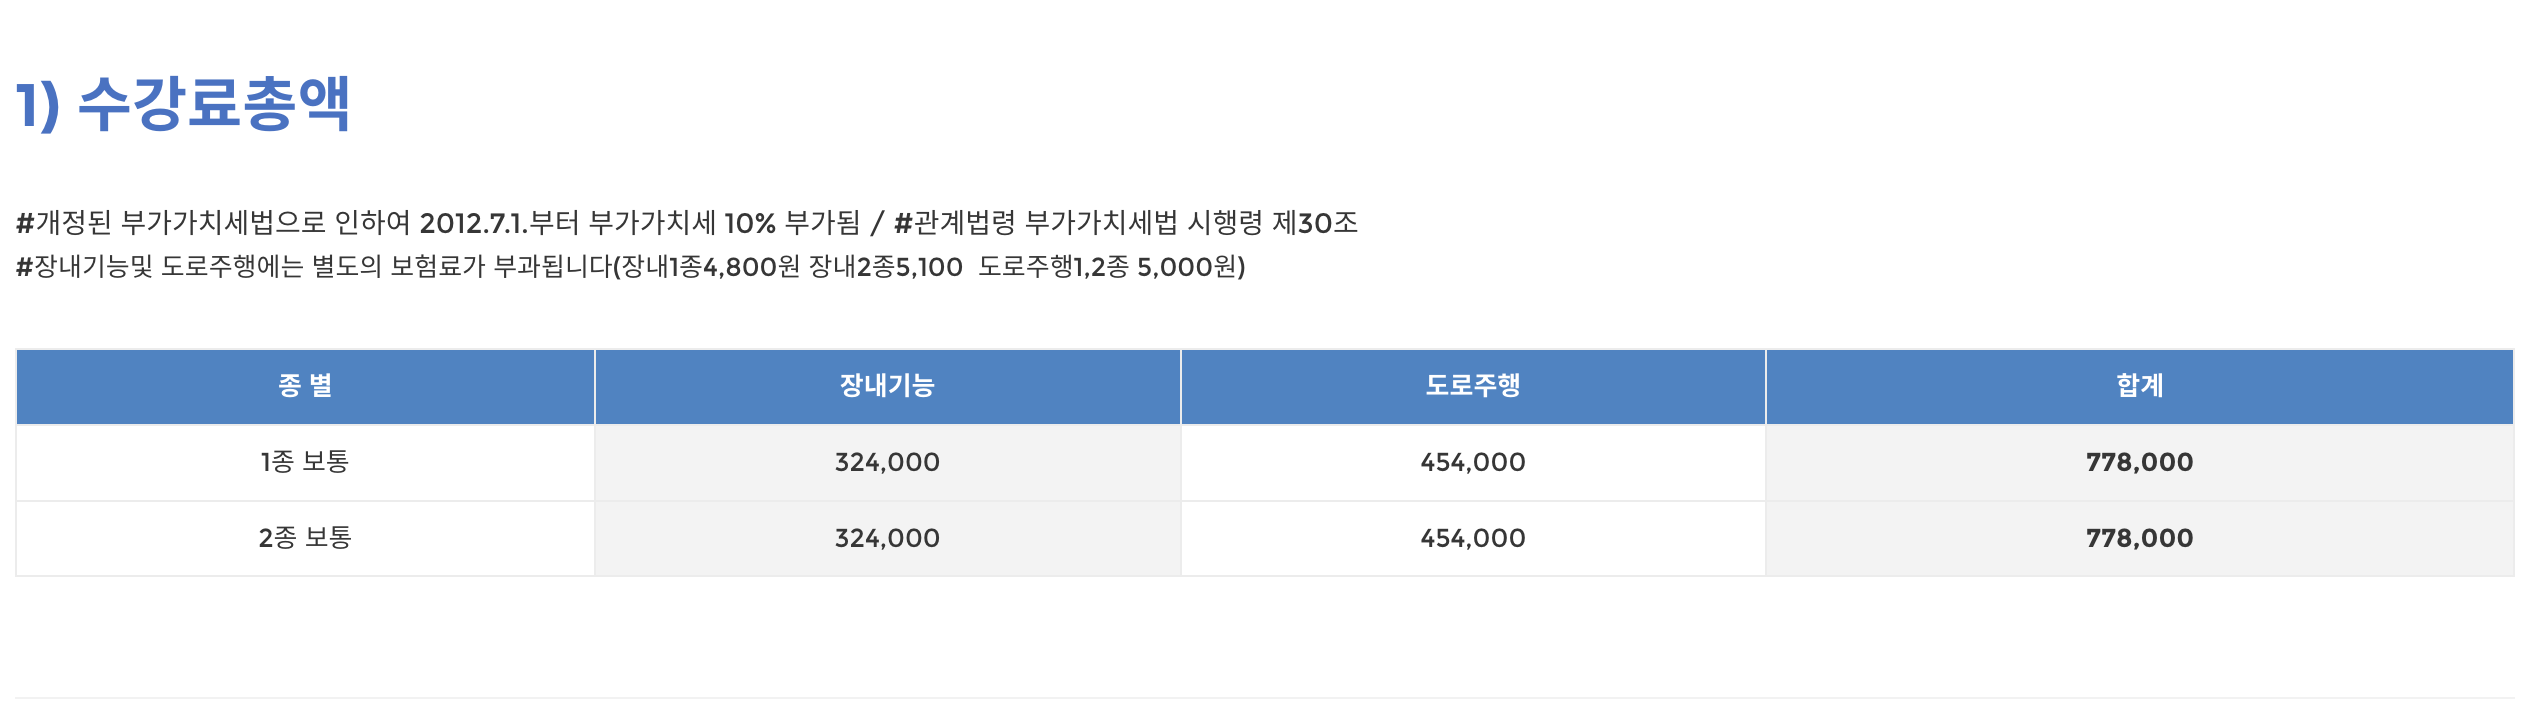 1) 수강료총액
#개정된 부가가치세법으로 인하여 2012.7.1.부터 부가가치세 10% 부가됨 / #관계법령 부가가치세법 시행령 제30조
#장내기능및 도로주행에는 별도의 보험료가 부과됩니다(장내1종4,800원 장내2종5,100  도로주행1,2종 5,000원)
종 별 장내기능 도로주행 합계
1종 보통 324,000 454,000 778,000
2종 보통 324,000 454,000 778,000